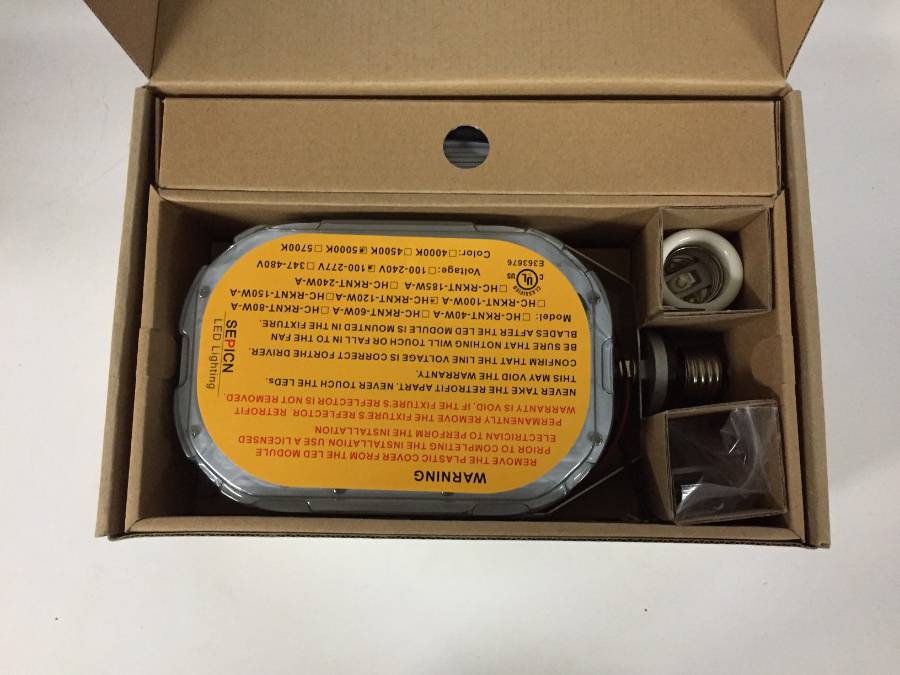 WARNING
REMOVE THE PLASTIC COVER FROM THE LED MODULE
PRIOR TO COMPLETING THE INSTALLATION USE A LICENSED
ELECTRICIAN TO PERFORM THE INSTALLATION
PERMANENTLY REMOVE THE FIXTURE'S REFLECTOR RETROFIT
WARRANTY IS VOID. IF THE FIXTURE'S REFLECTOR IS NOT REMOVED.
NEVER TAKE THE RETROFIT APART. NEVER TOUCH THE LEDs.
THIS MAY VOID THE WARRANTY.
CONFIRM THAT THE LINE VOLTAGE IS CORRECT FORTHE DRIVER.
BE SURE THAT NOTHING WILL TOUCH OR FALL IN TO THE FAN
BLADES AFTER THE LED MODULE IS MOUNTED IN THE FIXTURE.
Model: □HC-RKNT-40W-A □HC-RKNT-60W-A □HC-RKNT-80W-A
□HC-RKNT-100W-A ▣HC-RKNT-120W-A □HC-RKNT-150W-A
□HC-RKNT-185W-A □HC-RKNT-240W-A
Voltage:□100-240V ▣100-277V □347-480V
Color:□4000K □4500K ▣5000K □5700K
CLASSIFIED
C UL US
E363676
SEPICN
LED Lighting